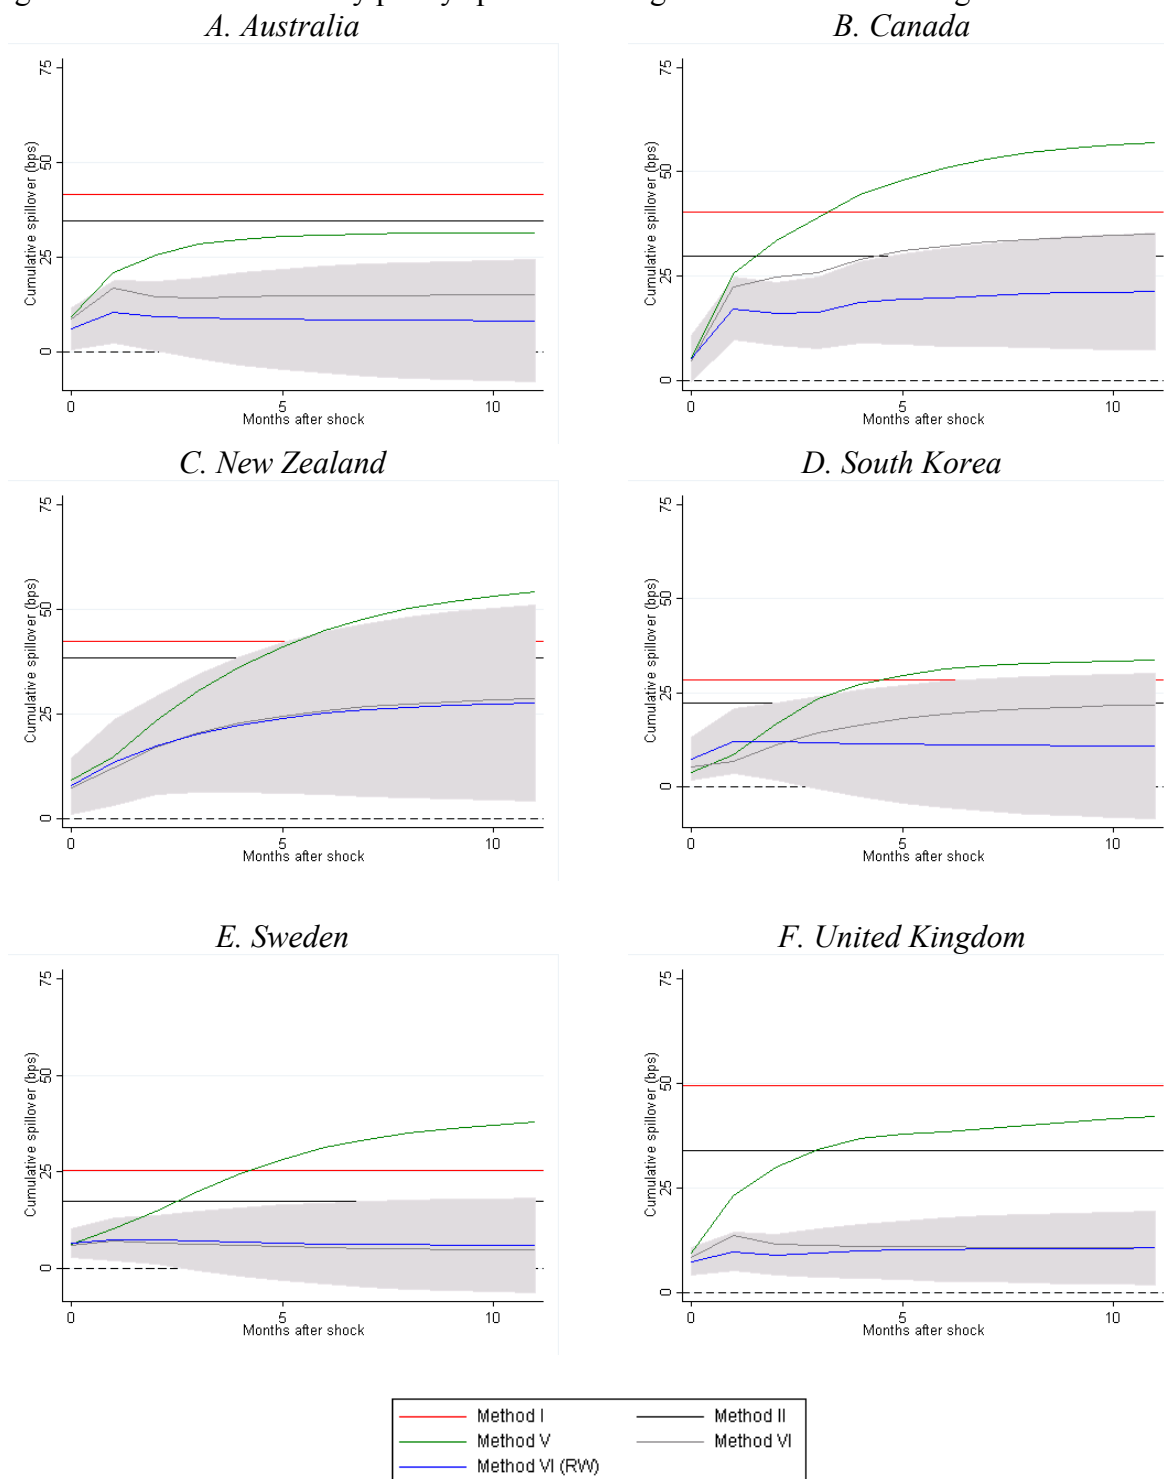 A. Australia
B. Canada
Cumulative spillover (bps)
75
50
25
0
0 5 10
Months after shock
Cumulative spillover (bps)
75
50
25
0
0 5 10
Months after shock
C. New Zealand
D. South Korea
Cumulative spillover (bps)
75
50
25
0
0 5 10
Months after shock
Cumulative spillover (bps)
75
50
25
0
0 5 10
Months after shock
E. Sweden
F. United Kingdom
Cumulative spillover (bps)
75
50
25
0
0 5 10
Months after shock
Cumulative spillover (bps)
75
50
25
0
0 5 10
Months after shock
Method I
Method II
Method V
Method VI
Method VI (RW)